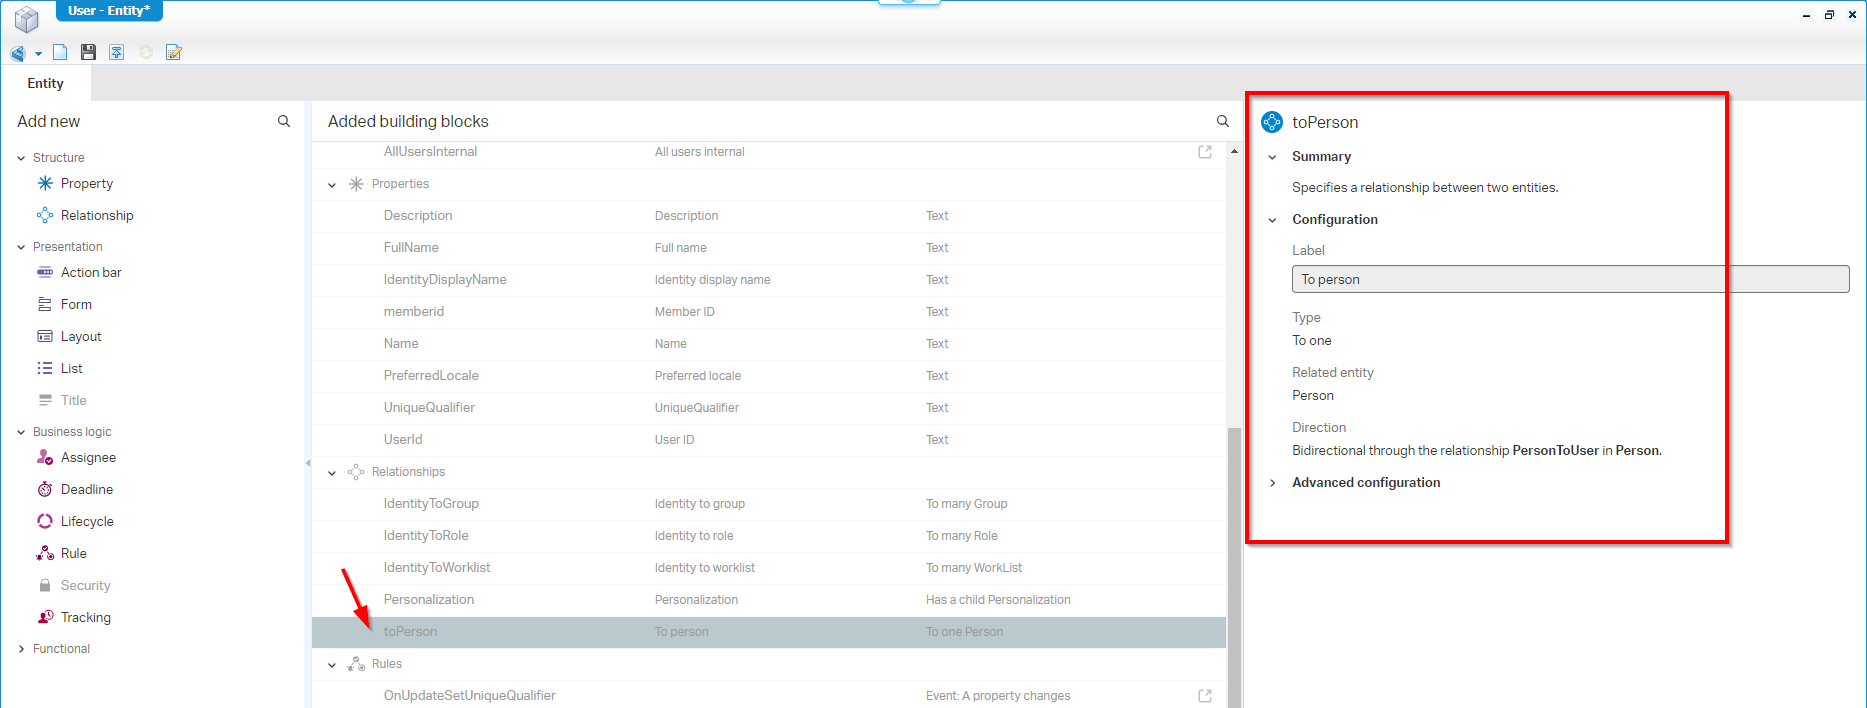 User - Entity*
Entity
Add new
Structure
Property
Relationship
Presentation
Action bar
Form
Layout
List
Title
Business logic
Assignee
Deadline
Lifecycle
Rule
Security
Tracking
Functional
Added building blocks
AllUsersInternal All users internal
Properties
Description Description Text
FullName Full name Text
IdentityDisplayName Identity display name Text
memberid Member ID Text
Name Name Text
PreferredLocale Preferred locale Text
UniqueQualifier UniqueQualifier Text
UserId User ID Text
Relationships
IdentityToGroup Identity to group To many Group
IdentityToRole Identity to role To many Role
IdentityToWorklist Identity to worklist To many WorkList
Personalization Personalization Has a child Personalization
toPerson To person To one Person
Rules
OnUpdateSetUniqueQualifier Event: A property changes
toPerson
Summary
Specifies a relationship between two entities.
Configuration
Label
To person
Type
To one
Related entity
Person
Direction
Bidirectional through the relationship PersonToUser in Person.
Advanced configuration